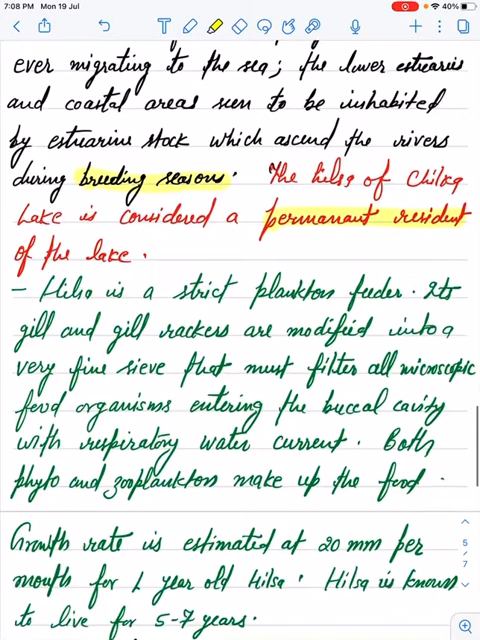 7:08 PM Mon 19 Jul
40%
ever migrating to the sea; the lower estuaries
and coastal areas seem to be inhabited
by estuarine stock which ascend the rivers
during breeding seasons. The hilsa of Chilka
Lake is considered a permanant resident
of the lake.
- Hilsa is a strict plankton feeder. Its
gill and gill rackers are modified into a
very fine sieve that must filter all microscopic
food organisms entering the buccal cavity
with respiratory water current. Both
phyto and zooplankton make up the food.
Growth rate is estimated at 20 mm per
month for 1 year old Hilsa. Hilsa is known
to live for 5-7 years.
5
/
7